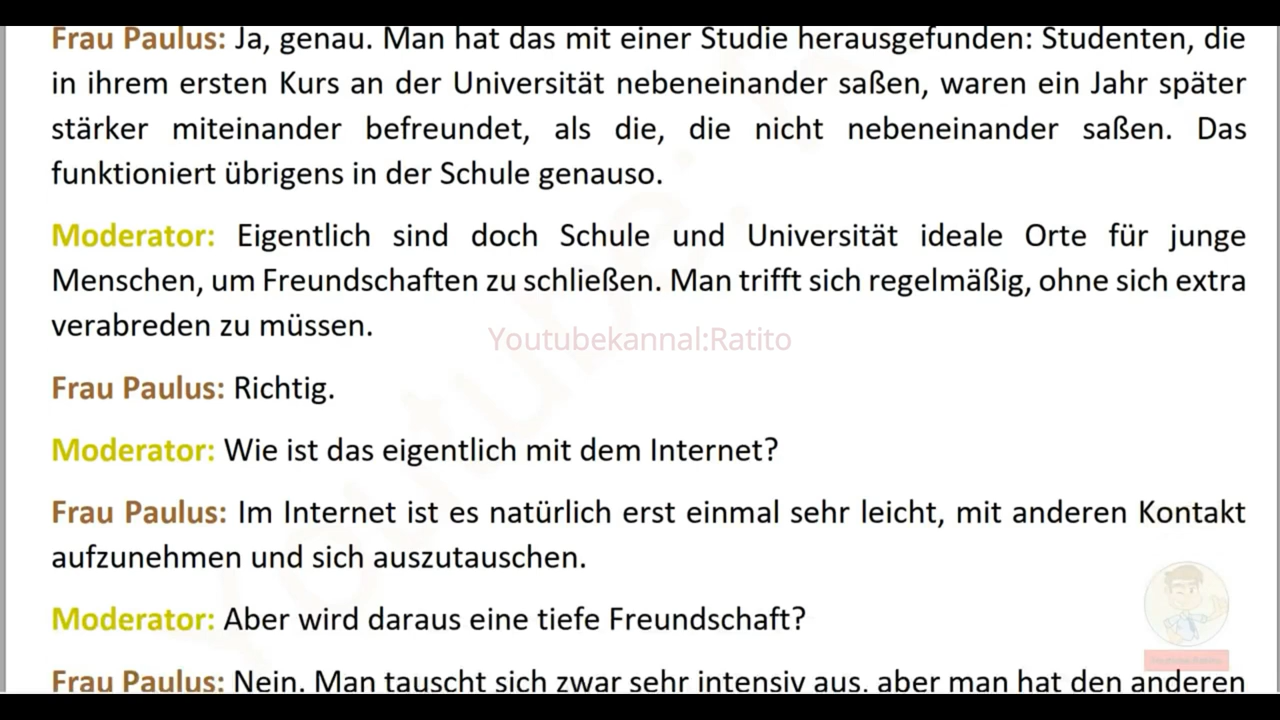 Frau Paulus: Ja, genau. Man hat das mit einer Studie herausgefunden: Studenten, die
in ihrem ersten Kurs an der Universität nebeneinander saßen, waren ein Jahr später
stärker miteinander befreundet, als die, die nicht nebeneinander saßen. Das
funktioniert übrigens in der Schule genauso.
Moderator: Eigentlich sind doch Schule und Universität ideale Orte für junge
Menschen, um Freundschaften zu schließen. Man trifft sich regelmäßig, ohne sich extra
verabreden zu müssen.
Youtubekannal:Ratito
Frau Paulus: Richtig.
Moderator: Wie ist das eigentlich mit dem Internet?
Frau Paulus: Im Internet ist es natürlich erst einmal sehr leicht, mit anderen Kontakt
aufzunehmen und sich auszutauschen.
Moderator: Aber wird daraus eine tiefe Freundschaft?
Frau Paulus: Nein. Man tauscht sich zwar sehr intensiv aus, aber man hat den anderen